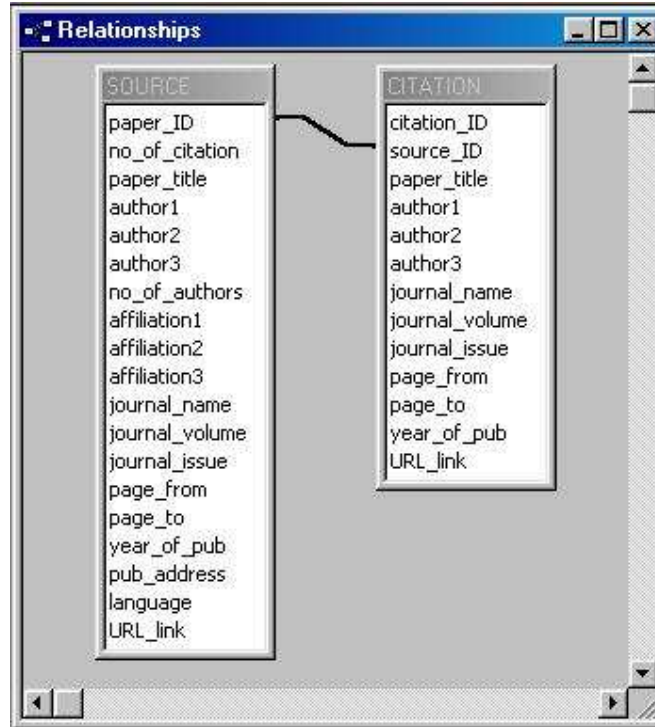 Relationships
SOURCE
paper_ID
no_of_citation
paper_title
author1
author2
author3
no_of_authors
affiliation1
affiliation2
affiliation3
journal_name
journal_volume
journal_issue
page_from
page_to
year_of_pub
pub_address
language
URL_link
CITATION
citation_ID
source_ID
paper_title
author1
author2
author3
journal_name
journal_volume
journal_issue
page_from
page_to
year_of_pub
URL_link